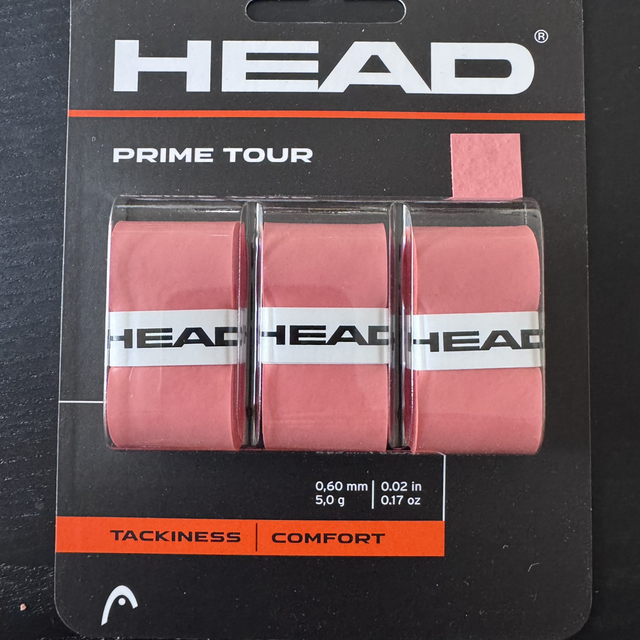 HEAD®
PRIME TOUR
HEAD HEAD HEAD
0,60 mm | 0.02 in
5,0 g | 0.17 oz
TACKINESS | COMFORT